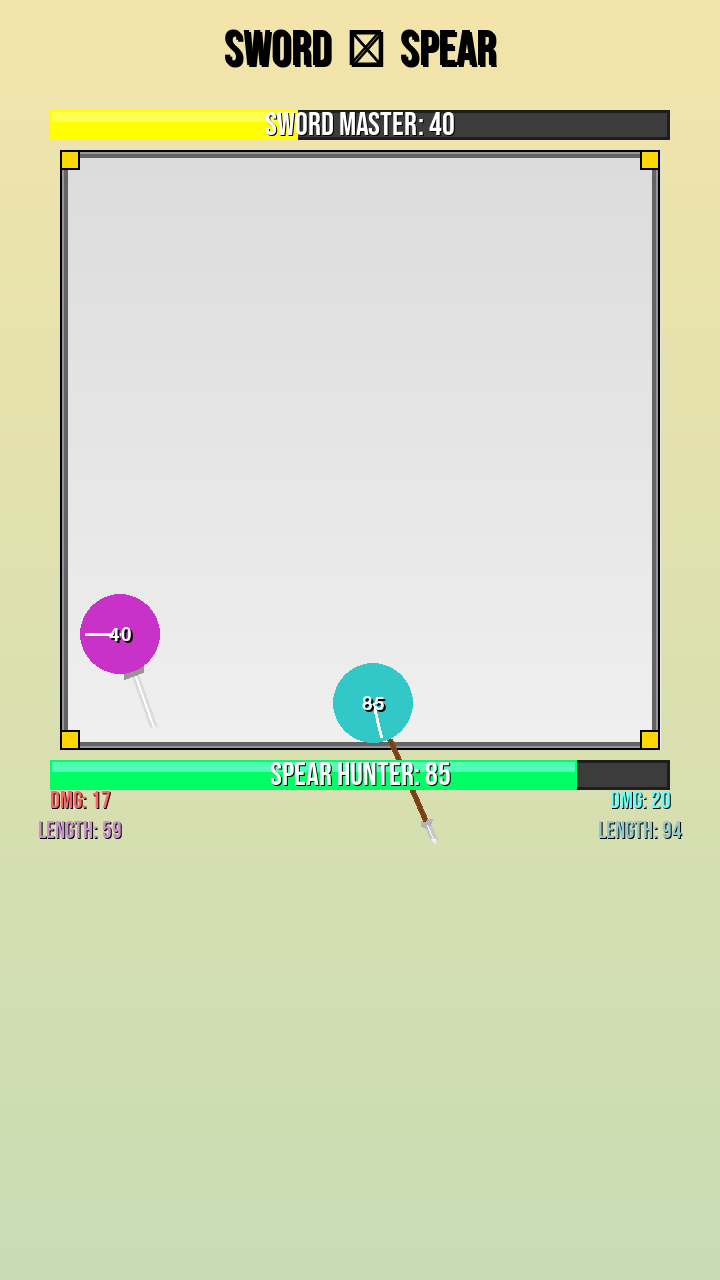 SWORD ☒ SPEAR
SWORD MASTER: 40
40
85
SPEAR HUNTER: 85
DMG: 17
DMG: 20
LENGTH: 59
LENGTH: 94